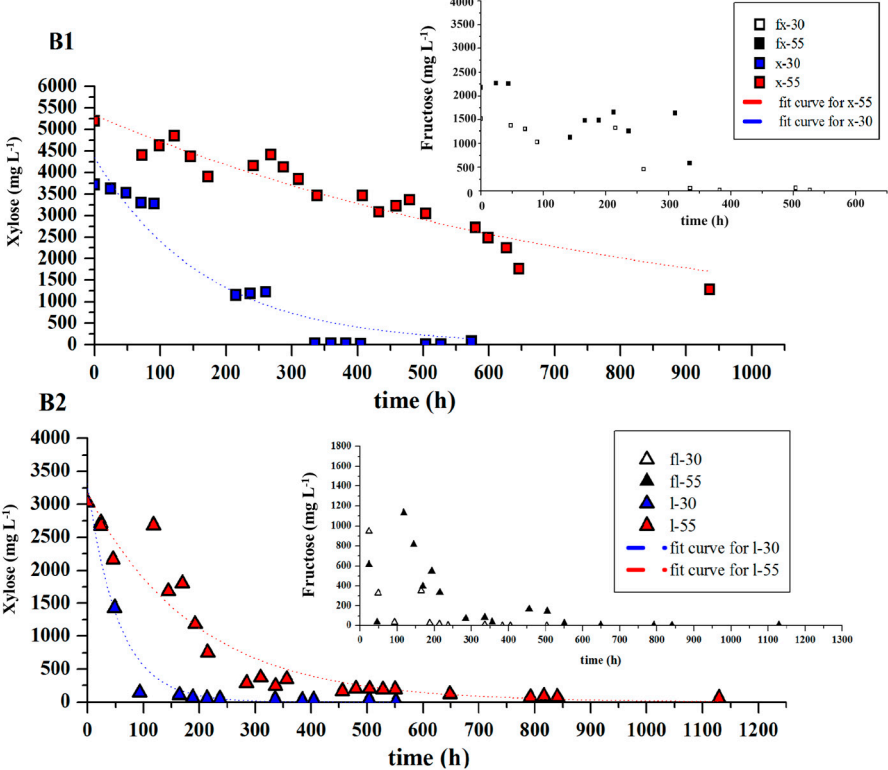 B1
Xylose (mg L-1)
6000
5500
5000
4500
4000
3500
3000
2500
2000
1500
1000
500
0
0 100 200 300 400 500 600 700 800 900 1000
time (h)
Fructose (mg L-1)
4000
3500
3000
2500
2000
1500
1000
500
0
0 100 200 300 400 500 600
time (h)
fx-30
fx-55
x-30
x-55
fit curve for x-55
fit curve for x-30
B2
Xylose (mg L-1)
4000
3500
3000
2500
2000
1500
1000
500
0
0 100 200 300 400 500 600 700 800 900 1000 1100 1200
time (h)
Fructose (mg L-1)
1800
1600
1400
1200
1000
800
600
400
200
0
0 100 200 300 400 500 600 700 800 900 1000 1100 1200 1300
time (h)
fl-30
fl-55
l-30
l-55
fit curve for l-30
fit curve for l-55